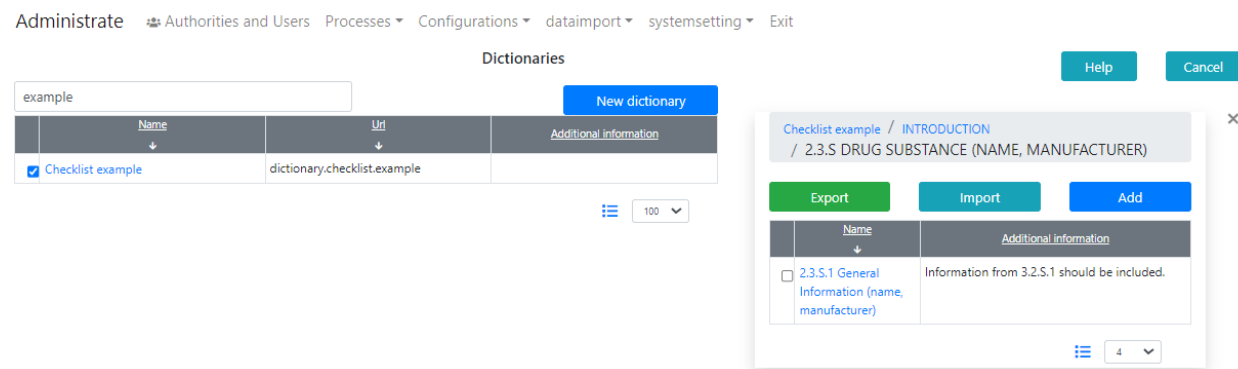 Administrate Authorities and Users Processes Configurations dataimport systemsetting Exit
Dictionaries
Help Cancel
example
New dictionary
Name Url Additional information
Checklist example dictionary.checklist.example
100
Checklist example / INTRODUCTION
/ 2.3.S DRUG SUBSTANCE (NAME, MANUFACTURER)
Export Import Add
Name Additional information
2.3.S.1 General Information from 3.2.S.1 should be included.
Information (name,
manufacturer)
4